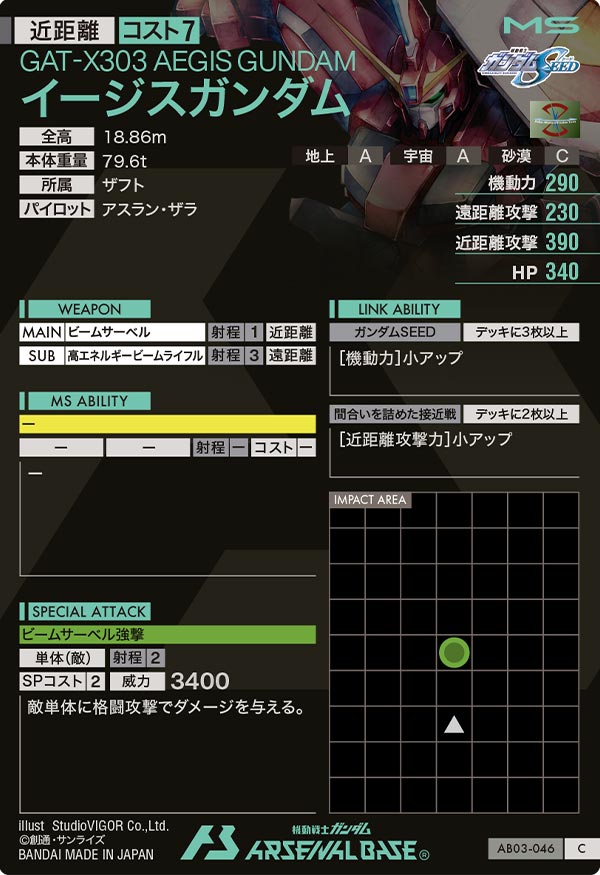 近距離 コスト7 MS
GAT-X303 AEGIS GUNDAM
イージスガンダム
機動戦士
ガンダムSEED
全高 18.86m
本体重量 79.6t
所属 ザフト
パイロット アスラン・ザラ
地上 A 宇宙 A 砂漠 C
機動力 290
遠距離攻撃 230
近距離攻撃 390
HP 340
WEAPON
MAIN ビームサーベル 射程 1 近距離
SUB 高エネルギービームライフル 射程 3 遠距離
MS ABILITY
ー
ー ー 射程 ー コスト ー
ー
SPECIAL ATTACK
ビームサーベル強撃
単体(敵) 射程 2
SPコスト 2 威力 3400
敵単体に格闘攻撃でダメージを与える。
LINK ABILITY
ガンダムSEED デッキに3枚以上
[機動力]小アップ
間合いを詰めた接近戦 デッキに2枚以上
[近距離攻撃力]小アップ
IMPACT AREA
illust StudioVIGOR Co.,Ltd.
©創通・サンライズ
BANDAI MADE IN JAPAN
機動戦士ガンダム
ARSENAL BASE®
AB03-046 C